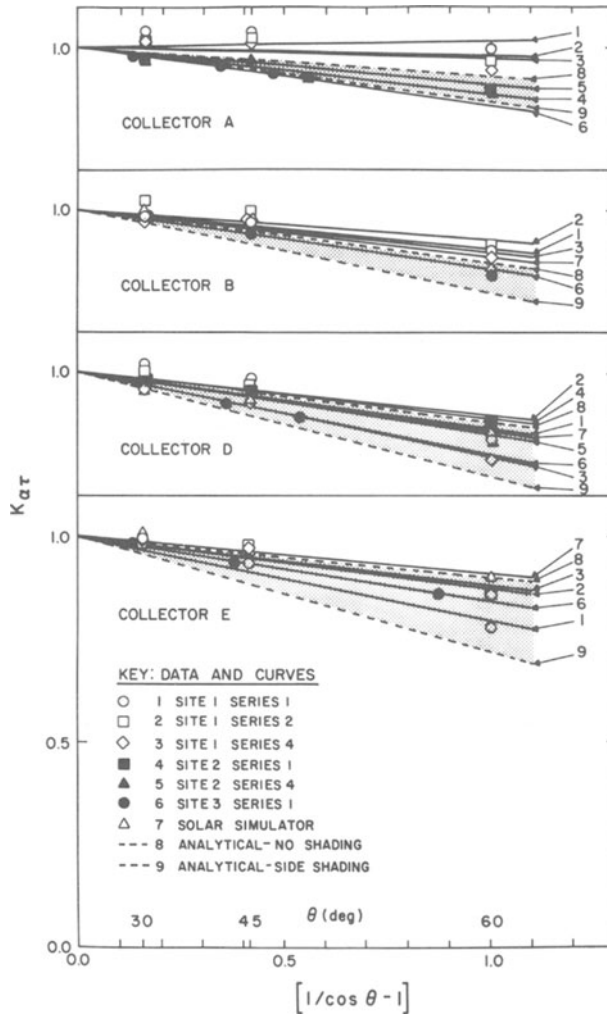 1.0
COLLECTOR A
1
2
3
8
5
4
9
6
1.0
COLLECTOR B
2
1
3
7
8
6
9
1.0
COLLECTOR D
2
4
8
1
7
5
6
3
9
Kατ
1.0
COLLECTOR E
7
8
3
2
6
1
9
KEY: DATA AND CURVES
1 SITE 1 SERIES 1
2 SITE 1 SERIES 2
3 SITE 1 SERIES 4
4 SITE 2 SERIES 1
5 SITE 2 SERIES 4
6 SITE 3 SERIES 1
7 SOLAR SIMULATOR
8 ANALYTICAL-NO SHADING
9 ANALYTICAL-SIDE SHADING
0.5
30 45 θ (deg) 60
0.0
0.0 0.5 1.0
[1/cos θ - 1]